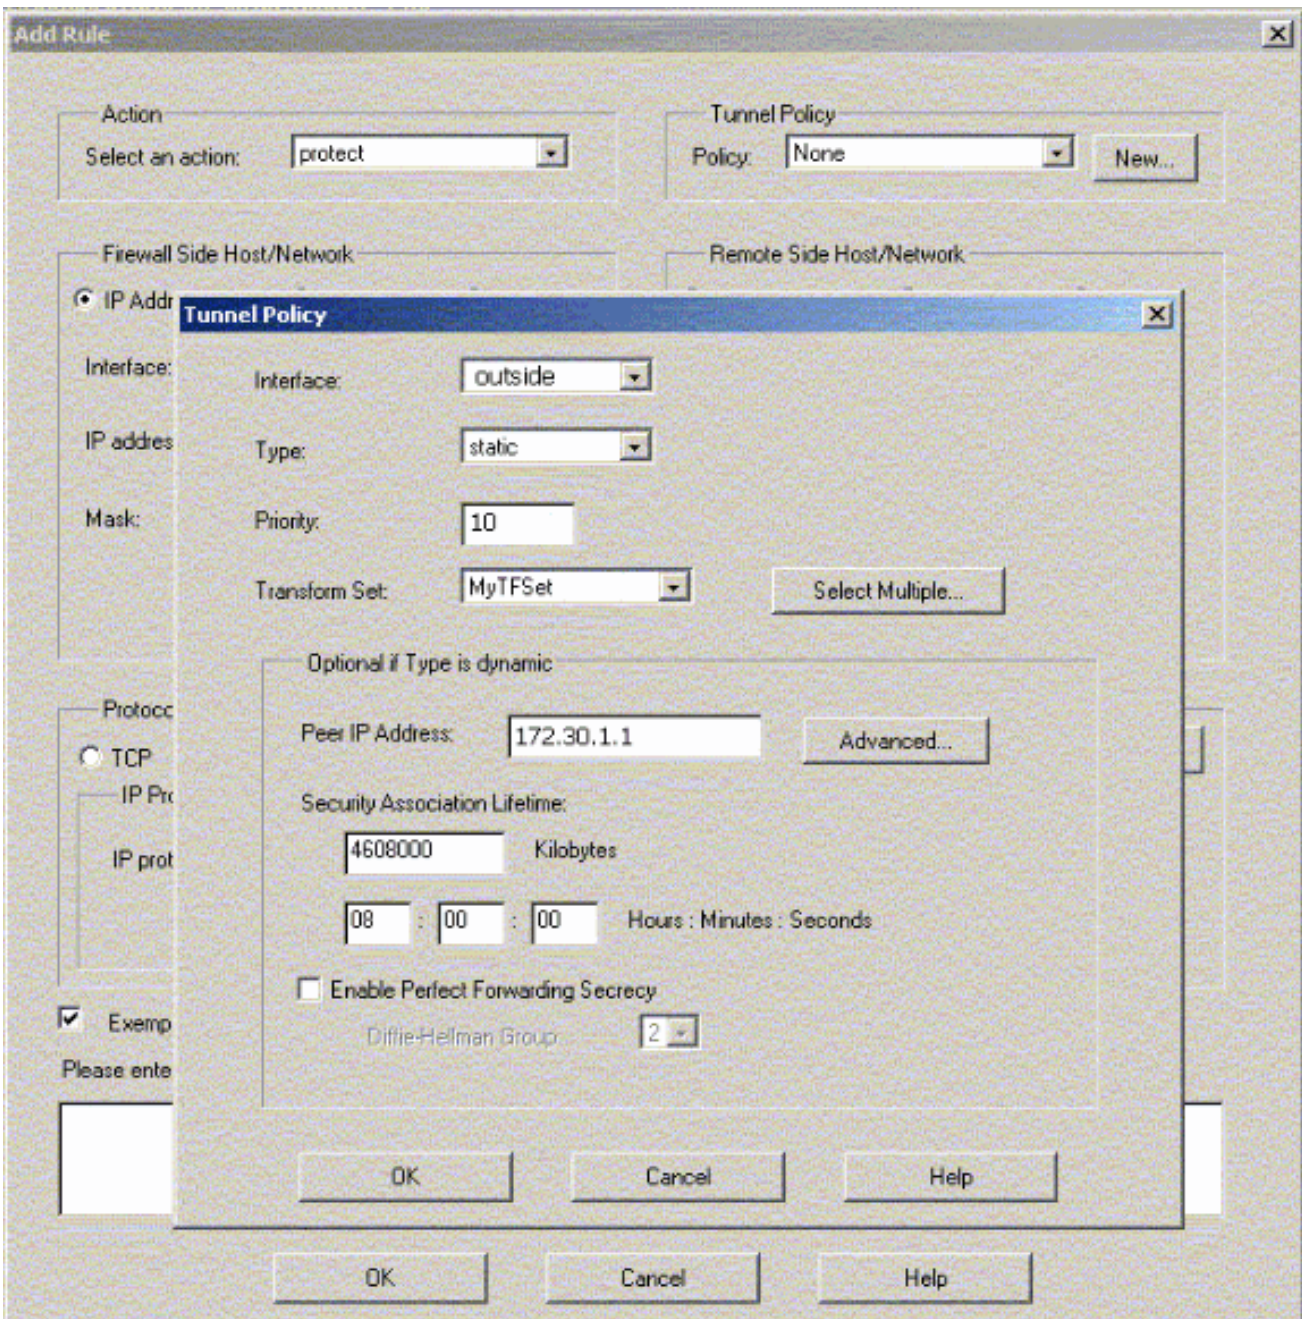 Add Rule
Action
Tunnel Policy
Select an action: protect
Policy: None New...
Firewall Side Host/Network
Remote Side Host/Network
IP Addr
Tunnel Policy
Interface:
Interface: outside
IP addres
Type: static
Mask:
Priority: 10
Transform Set: MyTFSet Select Multiple...
Optional if Type is dynamic
Protocc
Peer IP Address: 172.30.1.1 Advanced...
TCP
IP Pro
Security Association Lifetime:
IP prot
4608000 Kilobytes
08 : 00 : 00 Hours : Minutes : Seconds
Enable Perfect Forwarding Secrecy
Exemp
Diffie-Hellman Group: 2
Please ente
OK Cancel Help
OK Cancel Help